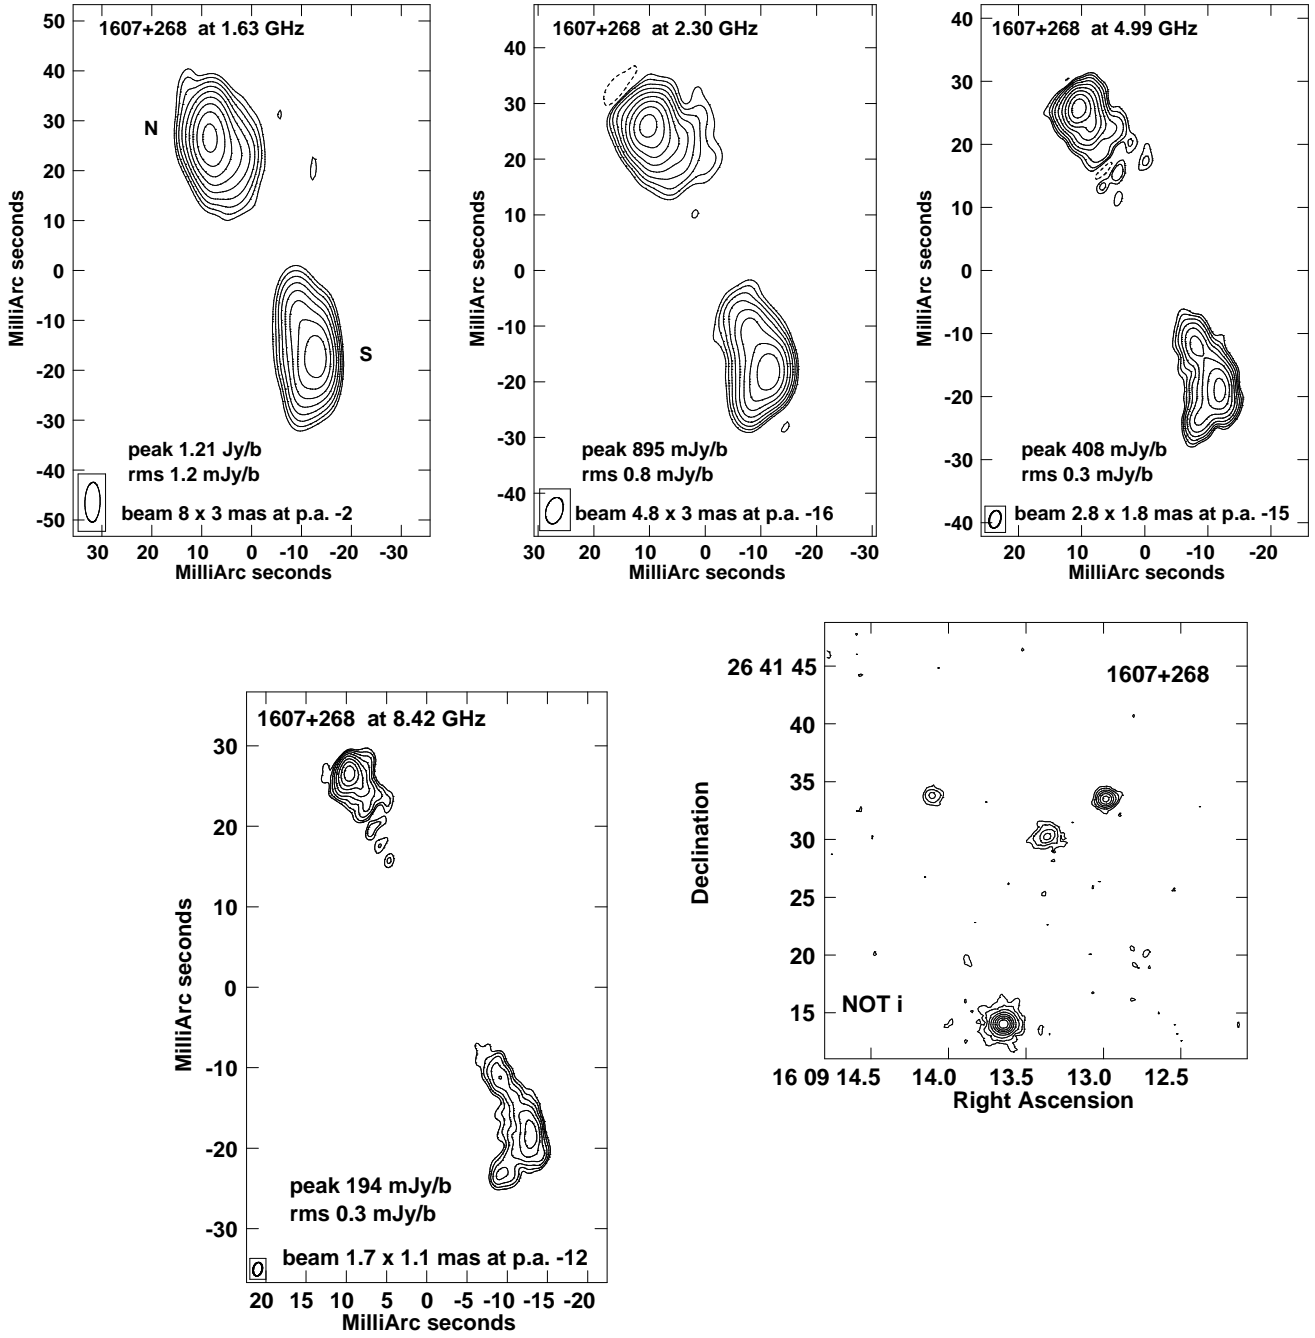 1607+268 at 1.63 GHz
50
40
30
20
10
0
-10
-20
-30
-40
-50
MilliArc seconds
N
S
peak 1.21 Jy/b
rms 1.2 mJy/b
beam 8 x 3 mas at p.a. -2
30 20 10 0 -10 -20 -30
MilliArc seconds
1607+268 at 2.30 GHz
40
30
20
10
0
-10
-20
-30
-40
MilliArc seconds
peak 895 mJy/b
rms 0.8 mJy/b
beam 4.8 x 3 mas at p.a. -16
30 20 10 0 -10 -20 -30
MilliArc seconds
1607+268 at 4.99 GHz
40
30
20
10
0
-10
-20
-30
-40
MilliArc seconds
peak 408 mJy/b
rms 0.3 mJy/b
beam 2.8 x 1.8 mas at p.a. -15
20 10 0 -10 -20
MilliArc seconds
1607+268 at 8.42 GHz
30
20
10
0
-10
-20
-30
MilliArc seconds
peak 194 mJy/b
rms 0.3 mJy/b
beam 1.7 x 1.1 mas at p.a. -12
20 15 10 5 0 -5 -10 -15 -20
MilliArc seconds
26 41 45
1607+268
40
35
30
25
20
15
Declination
NOT i
16 09 14.5 14.0 13.5 13.0 12.5
Right Ascension